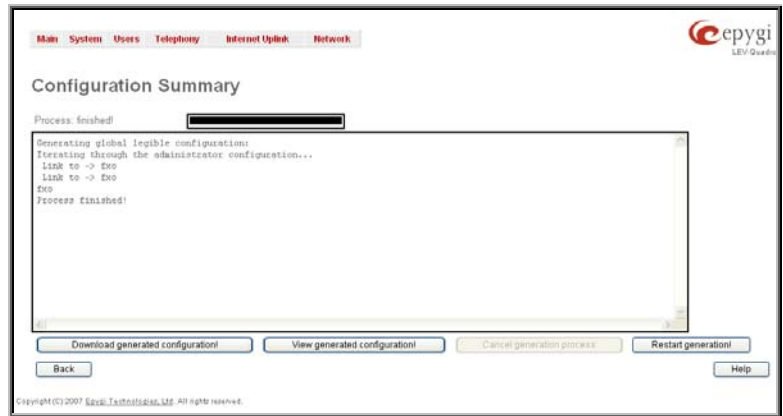 Main System Users Telephony Internet Uplink Network
epygi
LEV-Quadro
Configuration Summary
Process: finished!
Generating global legible configuration:
Iterating through the administrator configuration...
Link to -> fxo
Link to -> fxo
fxo
Process finished!
Download generated configuration! View generated configuration! Cancel generation process Restart generation!
Back Help
Copyright (C) 2007 Epygi Technologies, Ltd. All rights reserved.